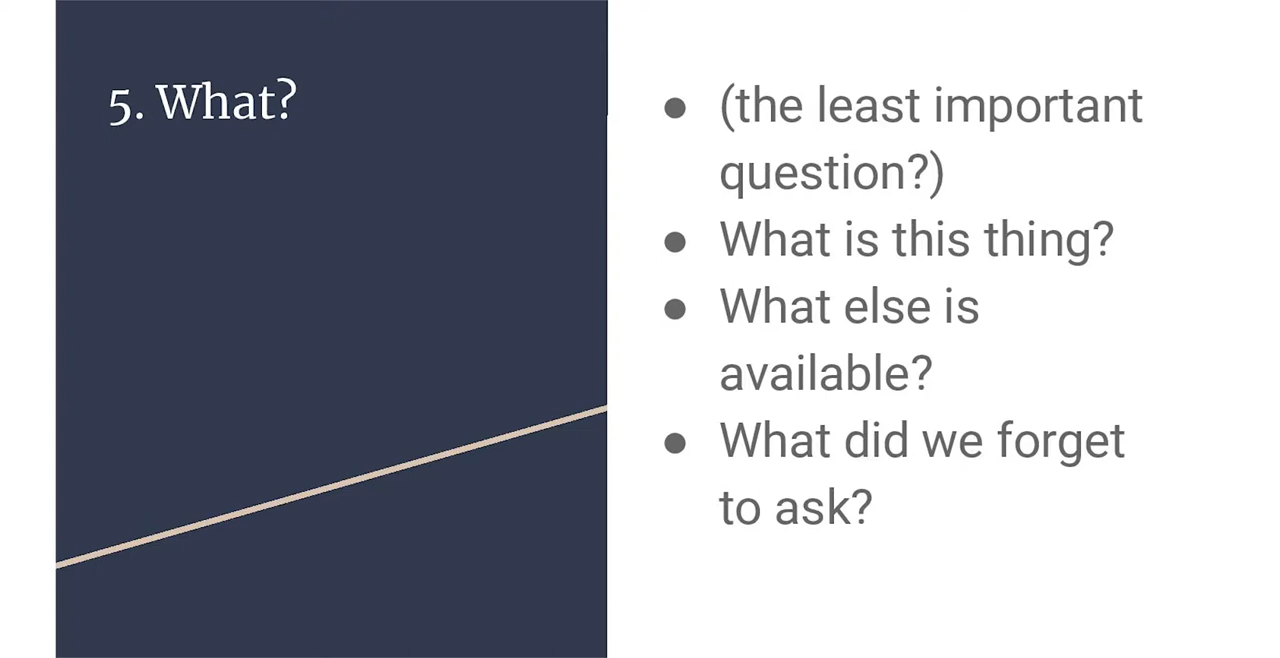 5. What?
● (the least important
question?)
● What is this thing?
● What else is
available?
● What did we forget
to ask?